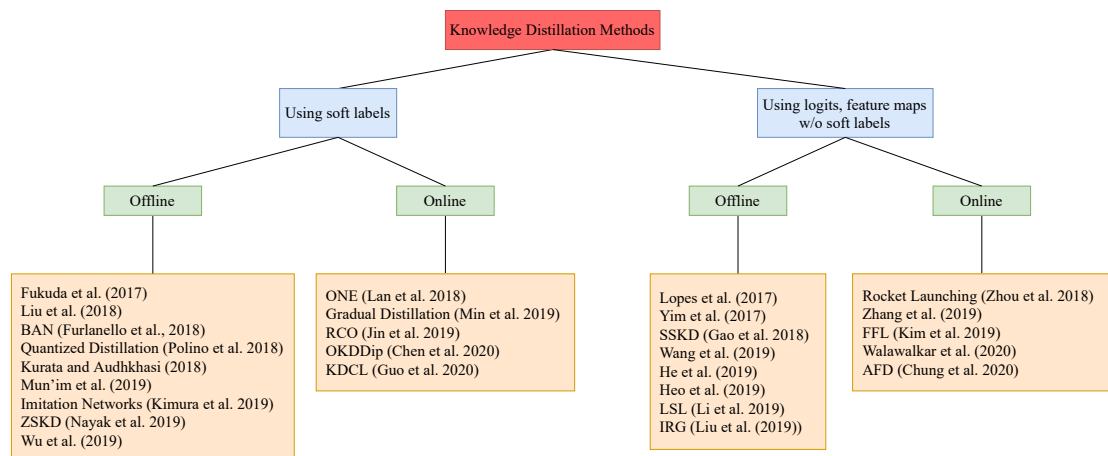 Knowledge Distillation Methods
Using soft labels
Using logits, feature maps
w/o soft labels
Offline
Online
Offline
Online
Fukuda et al. (2017)
Liu et al. (2018)
BAN (Furlanello et al., 2018)
Quantized Distillation (Polino et al. 2018)
Kurata and Audhkhasi (2018)
Mun’im et al. (2019)
Imitation Networks (Kimura et al. 2019)
ZSKD (Nayak et al. 2019)
Wu et al. (2019)
ONE (Lan et al. 2018)
Gradual Distillation (Min et al. 2019)
RCO (Jin et al. 2019)
OKDDip (Chen et al. 2020)
KDCL (Guo et al. 2020)
Lopes et al. (2017)
Yim et al. (2017)
SSKD (Gao et al. 2018)
Wang et al. (2019)
He et al. (2019)
Heo et al. (2019)
LSL (Li et al. 2019)
IRG (Liu et al. (2019))
Rocket Launching (Zhou et al. 2018)
Zhang et al. (2019)
FFL (Kim et al. 2019)
Walawalkar et al. (2020)
AFD (Chung et al. 2020)